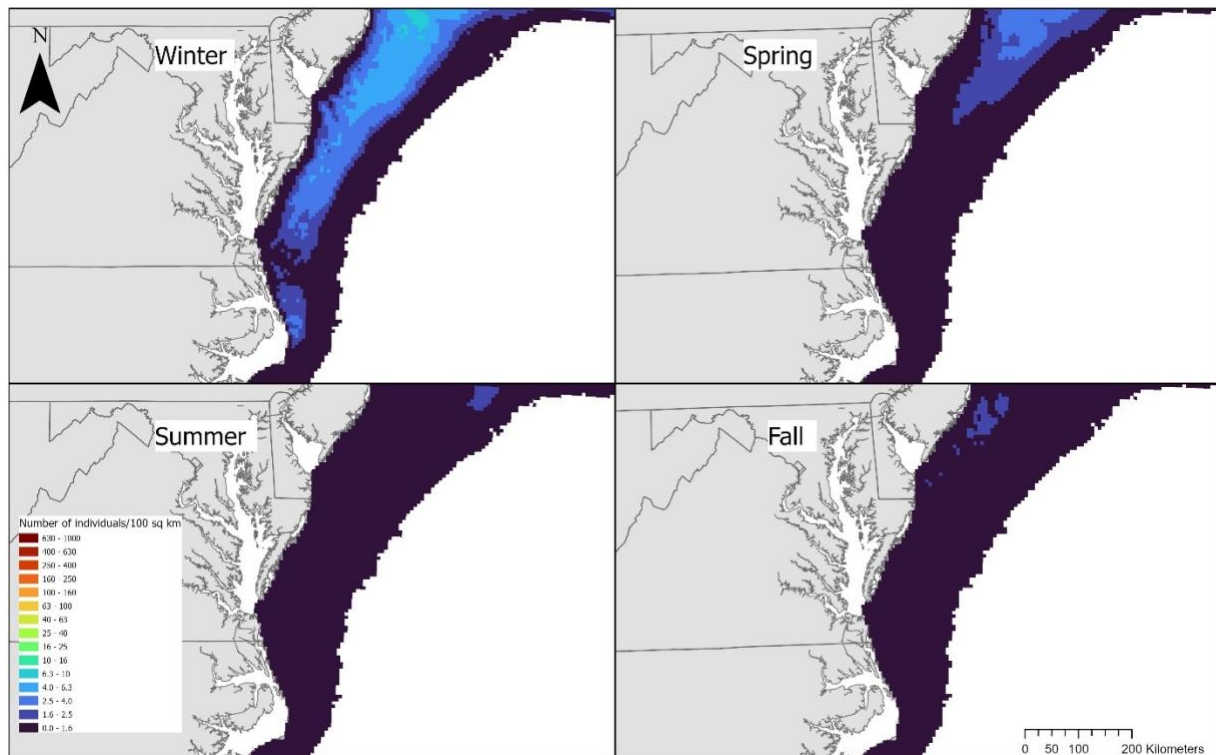 N
Winter
Spring
Summer
Fall
Number of individuals/100 sq km
630 - 1000
400 - 630
250 - 400
160 - 250
100 - 160
63 - 100
40 - 63
25 - 40
16 - 25
10 - 16
6.3 - 10
4.0 - 6.3
2.5 - 4.0
1.6 - 2.5
0.0 - 1.6
0 50 100 200 Kilometers